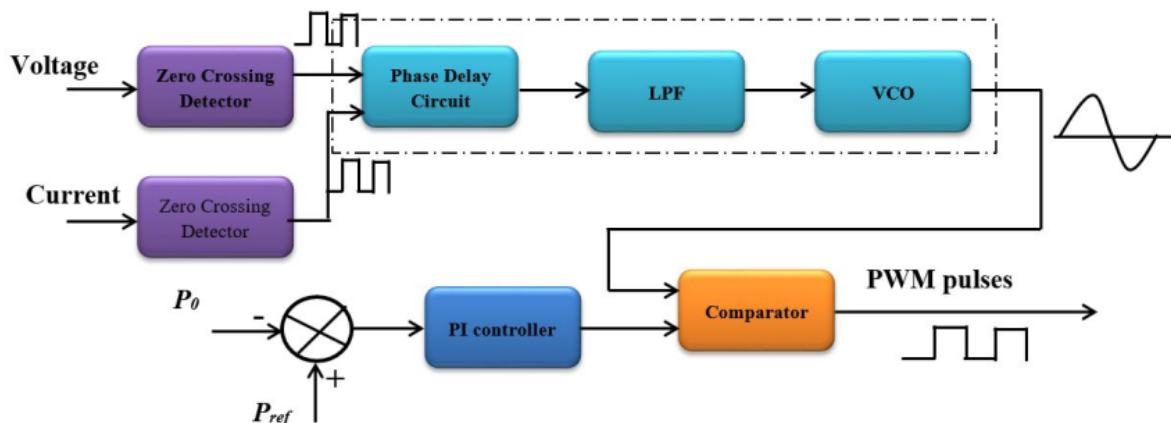 Voltage
Zero Crossing
Detector
Phase Delay
Circuit
LPF
VCO
Current
Zero Crossing
Detector
P0
-
PI controller
Comparator
PWM pulses
+
Pref